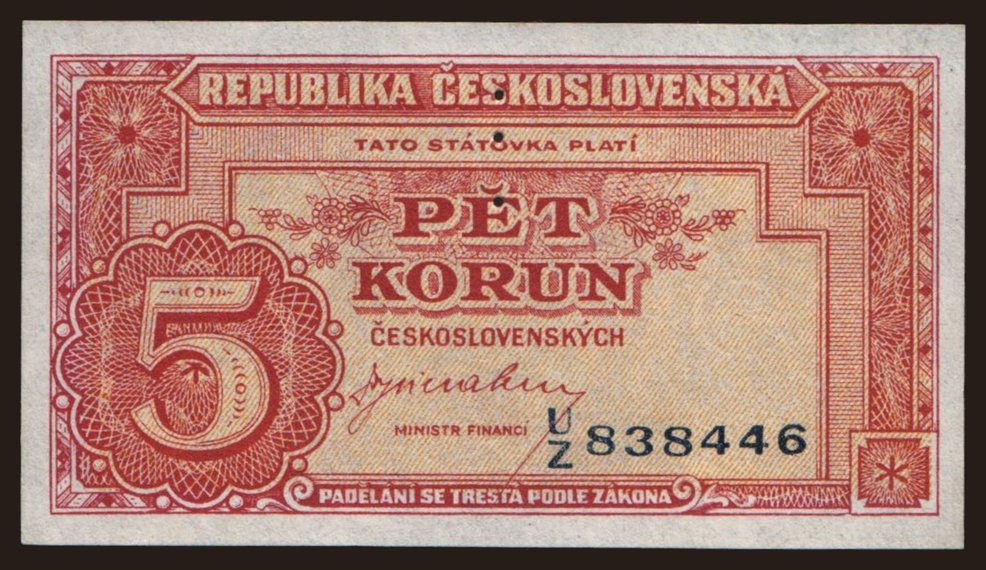 REPUBLIKA ČESKOSLOVENSKÁ
TATO STÁTOVKA PLATÍ
PĚT
KORUN
ČESKOSLOVENSKÝCH
5
MINISTR FINANCÍ
U/Z 838446
PADĚLÁNÍ SE TRESTÁ PODLE ZÁKONA